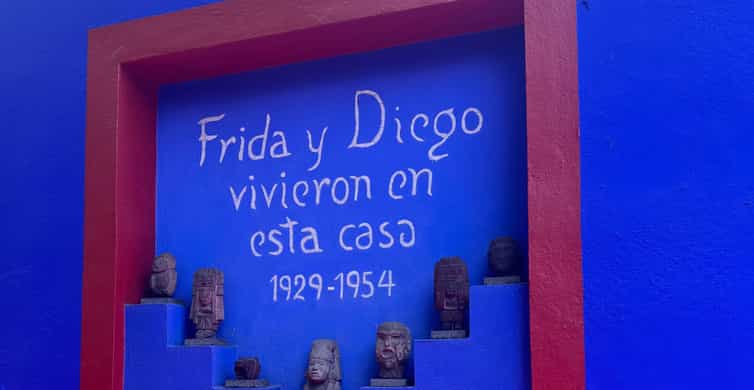 Frida y Diego
vivieron en
esta casa
1929-1954